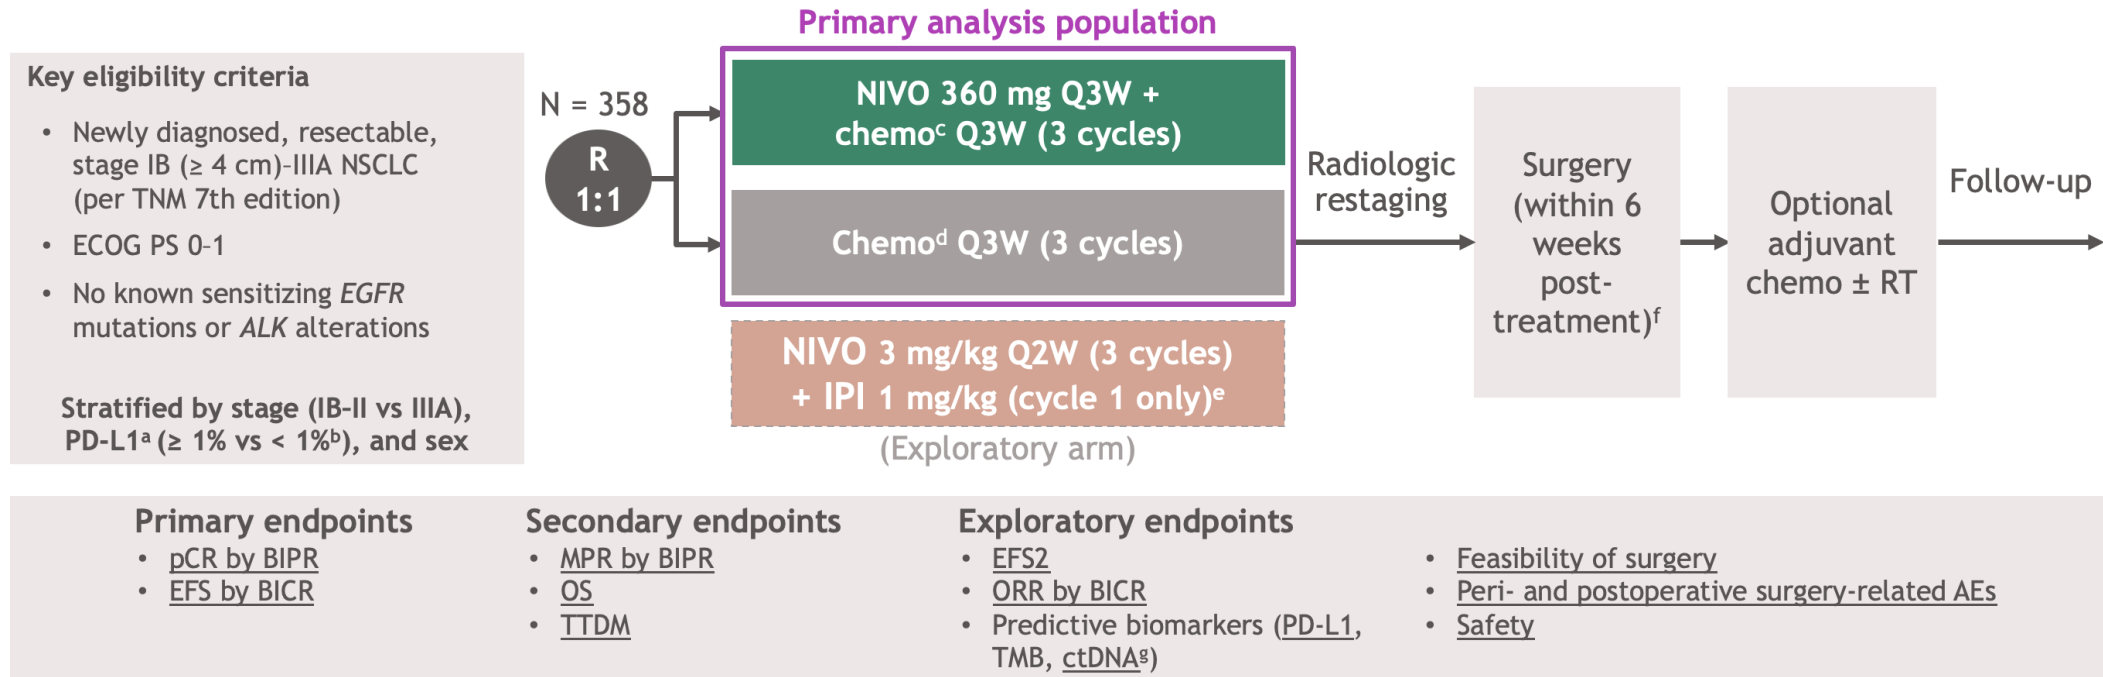 Primary analysis population
Key eligibility criteria
• Newly diagnosed, resectable,
stage IB (≥ 4 cm)–IIIA NSCLC
(per TNM 7th edition)
• ECOG PS 0–1
• No known sensitizing EGFR
mutations or ALK alterations
Stratified by stage (IB–II vs IIIA),
PD-L1ᵃ (≥ 1% vs < 1%ᵇ), and sex
N = 358
R
1:1
NIVO 360 mg Q3W +
chemoᶜ Q3W (3 cycles)
Chemoᵈ Q3W (3 cycles)
NIVO 3 mg/kg Q2W (3 cycles)
+ IPI 1 mg/kg (cycle 1 only)ᵉ
(Exploratory arm)
Radiologic
restaging
Surgery
(within 6
weeks
post-
treatment)ᶠ
Optional
adjuvant
chemo ± RT
Follow-up
Primary endpoints
• pCR by BIPR
• EFS by BICR
Secondary endpoints
• MPR by BIPR
• OS
• TTDM
Exploratory endpoints
• EFS2
• ORR by BICR
• Predictive biomarkers (PD-L1,
TMB, ctDNAᵍ)
• Feasibility of surgery
• Peri- and postoperative surgery-related AEs
• Safety